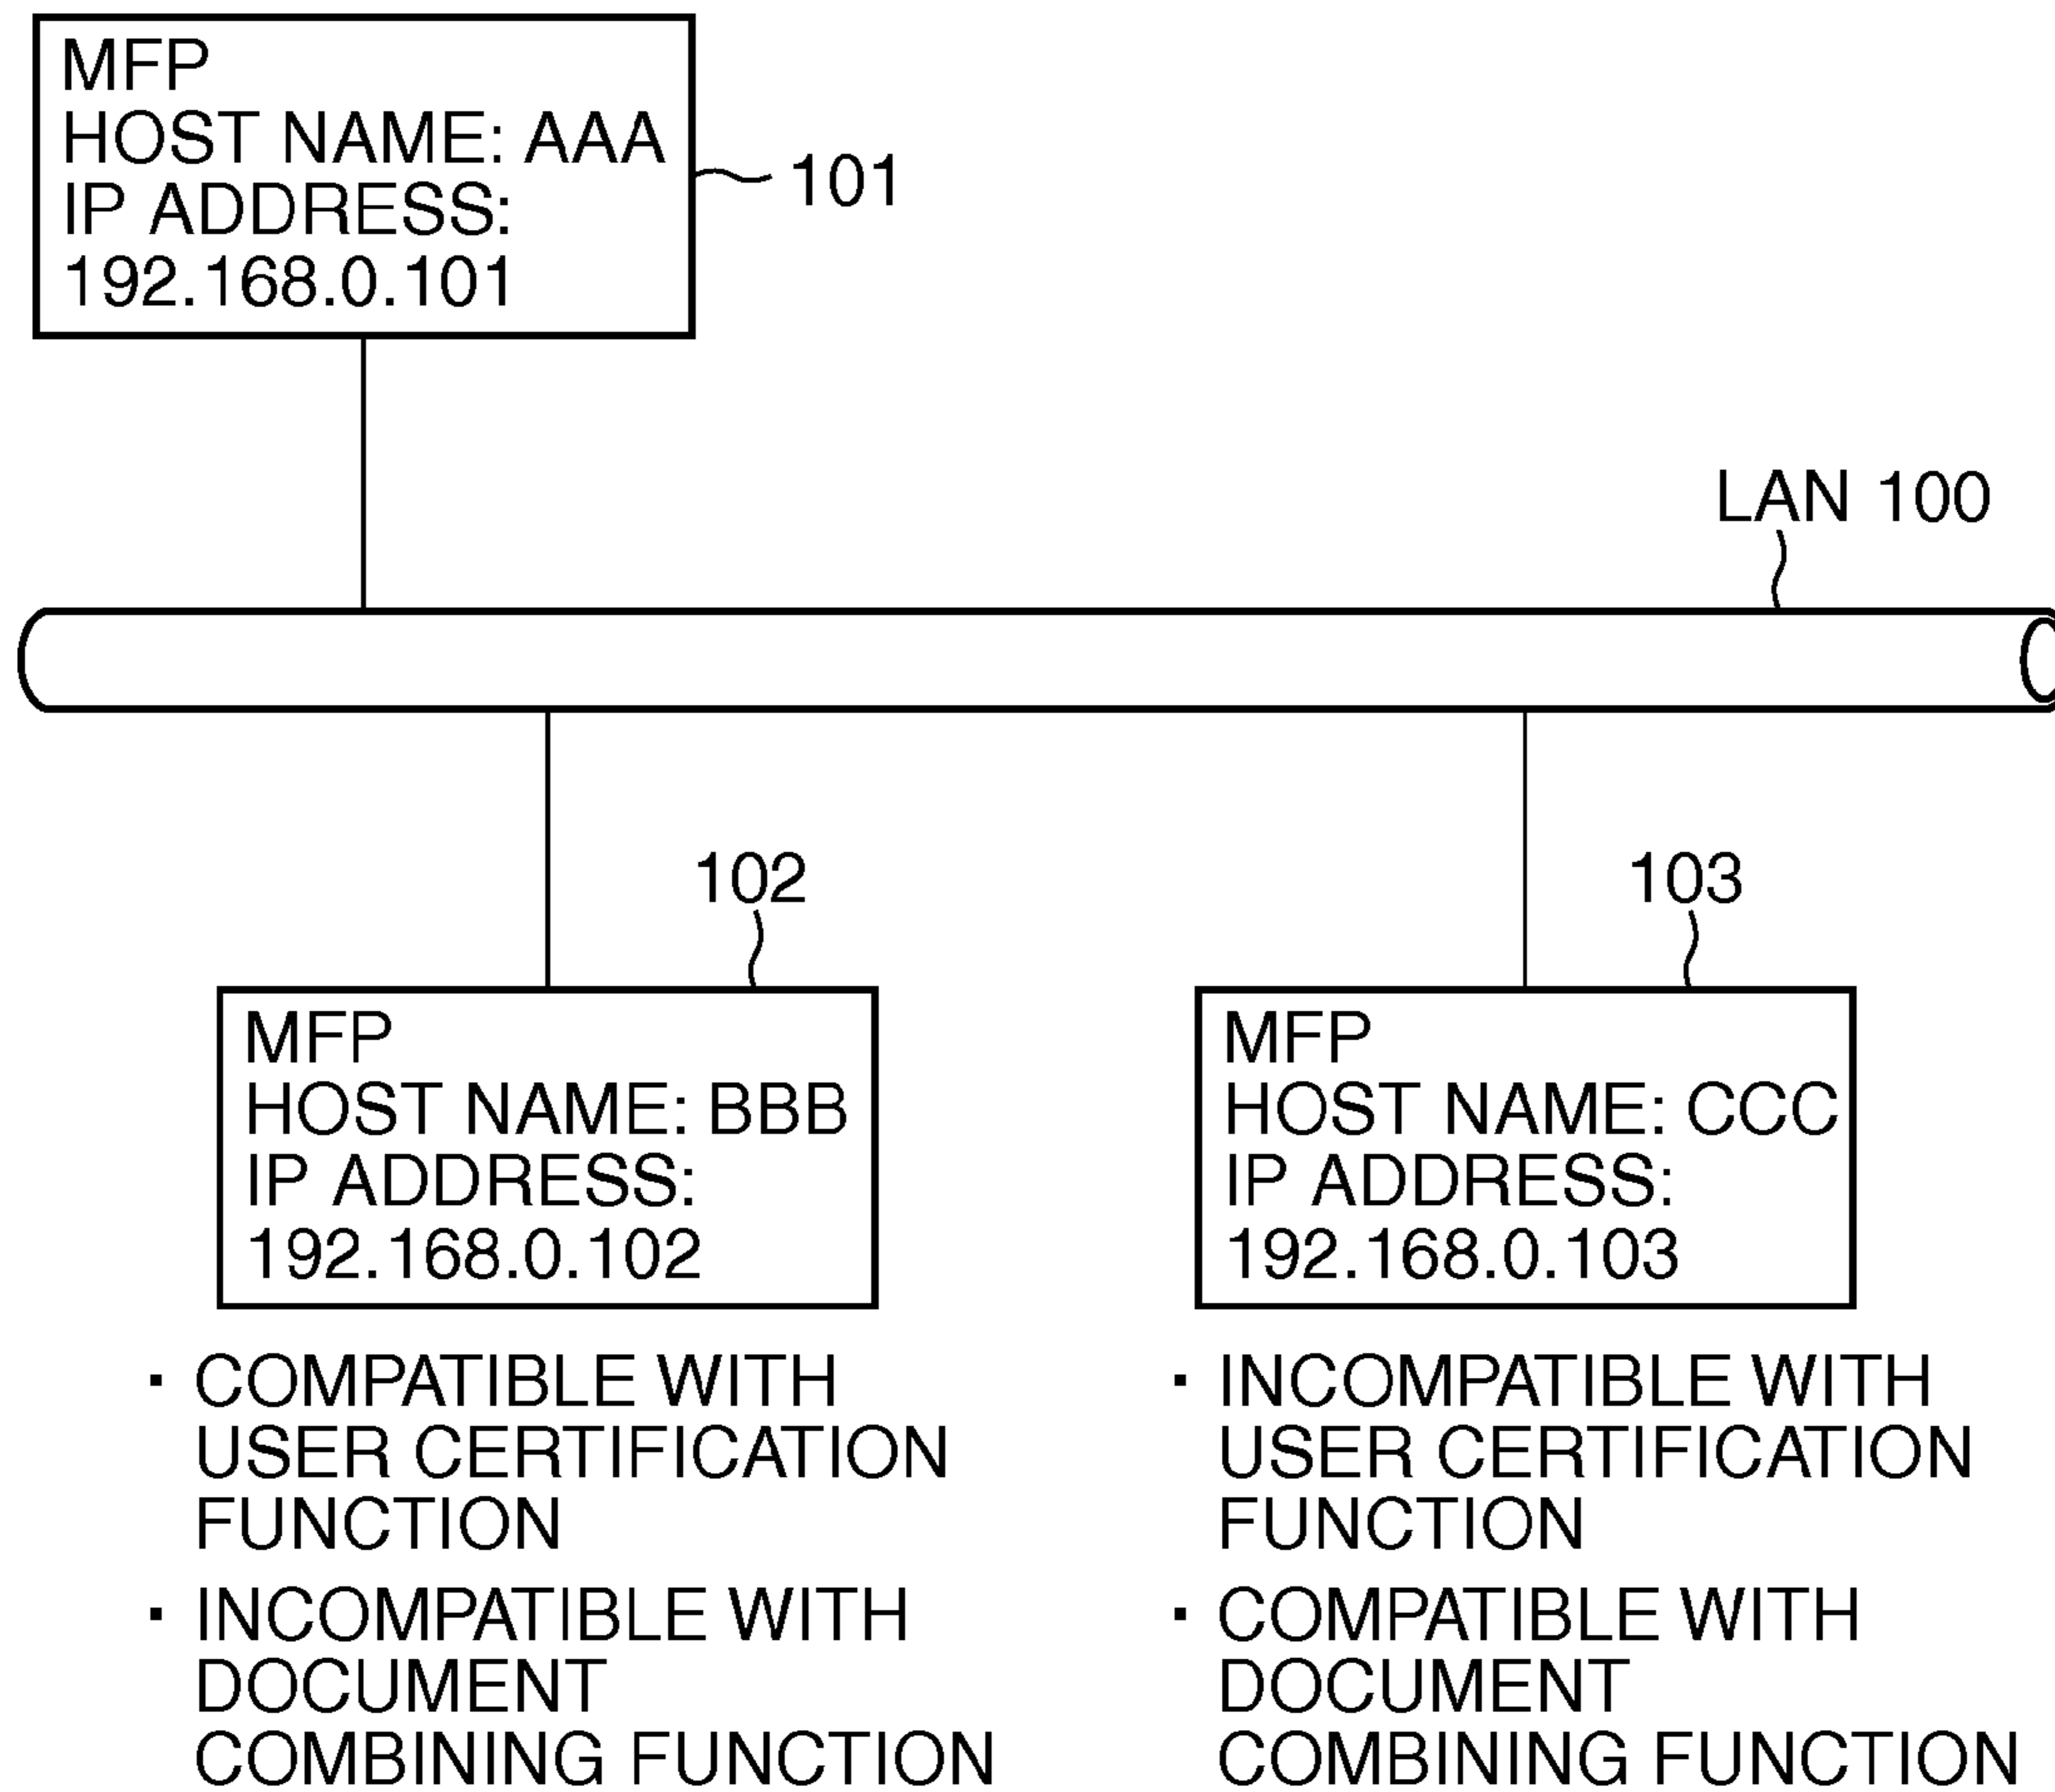 MFP
HOST NAME: AAA
IP ADDRESS:
192.168.0.101
101
LAN 100
102
103
MFP
HOST NAME: BBB
IP ADDRESS:
192.168.0.102
MFP
HOST NAME: CCC
IP ADDRESS:
192.168.0.103
· COMPATIBLE WITH
USER CERTIFICATION
FUNCTION
· INCOMPATIBLE WITH
DOCUMENT
COMBINING FUNCTION
· INCOMPATIBLE WITH
USER CERTIFICATION
FUNCTION
· COMPATIBLE WITH
DOCUMENT
COMBINING FUNCTION